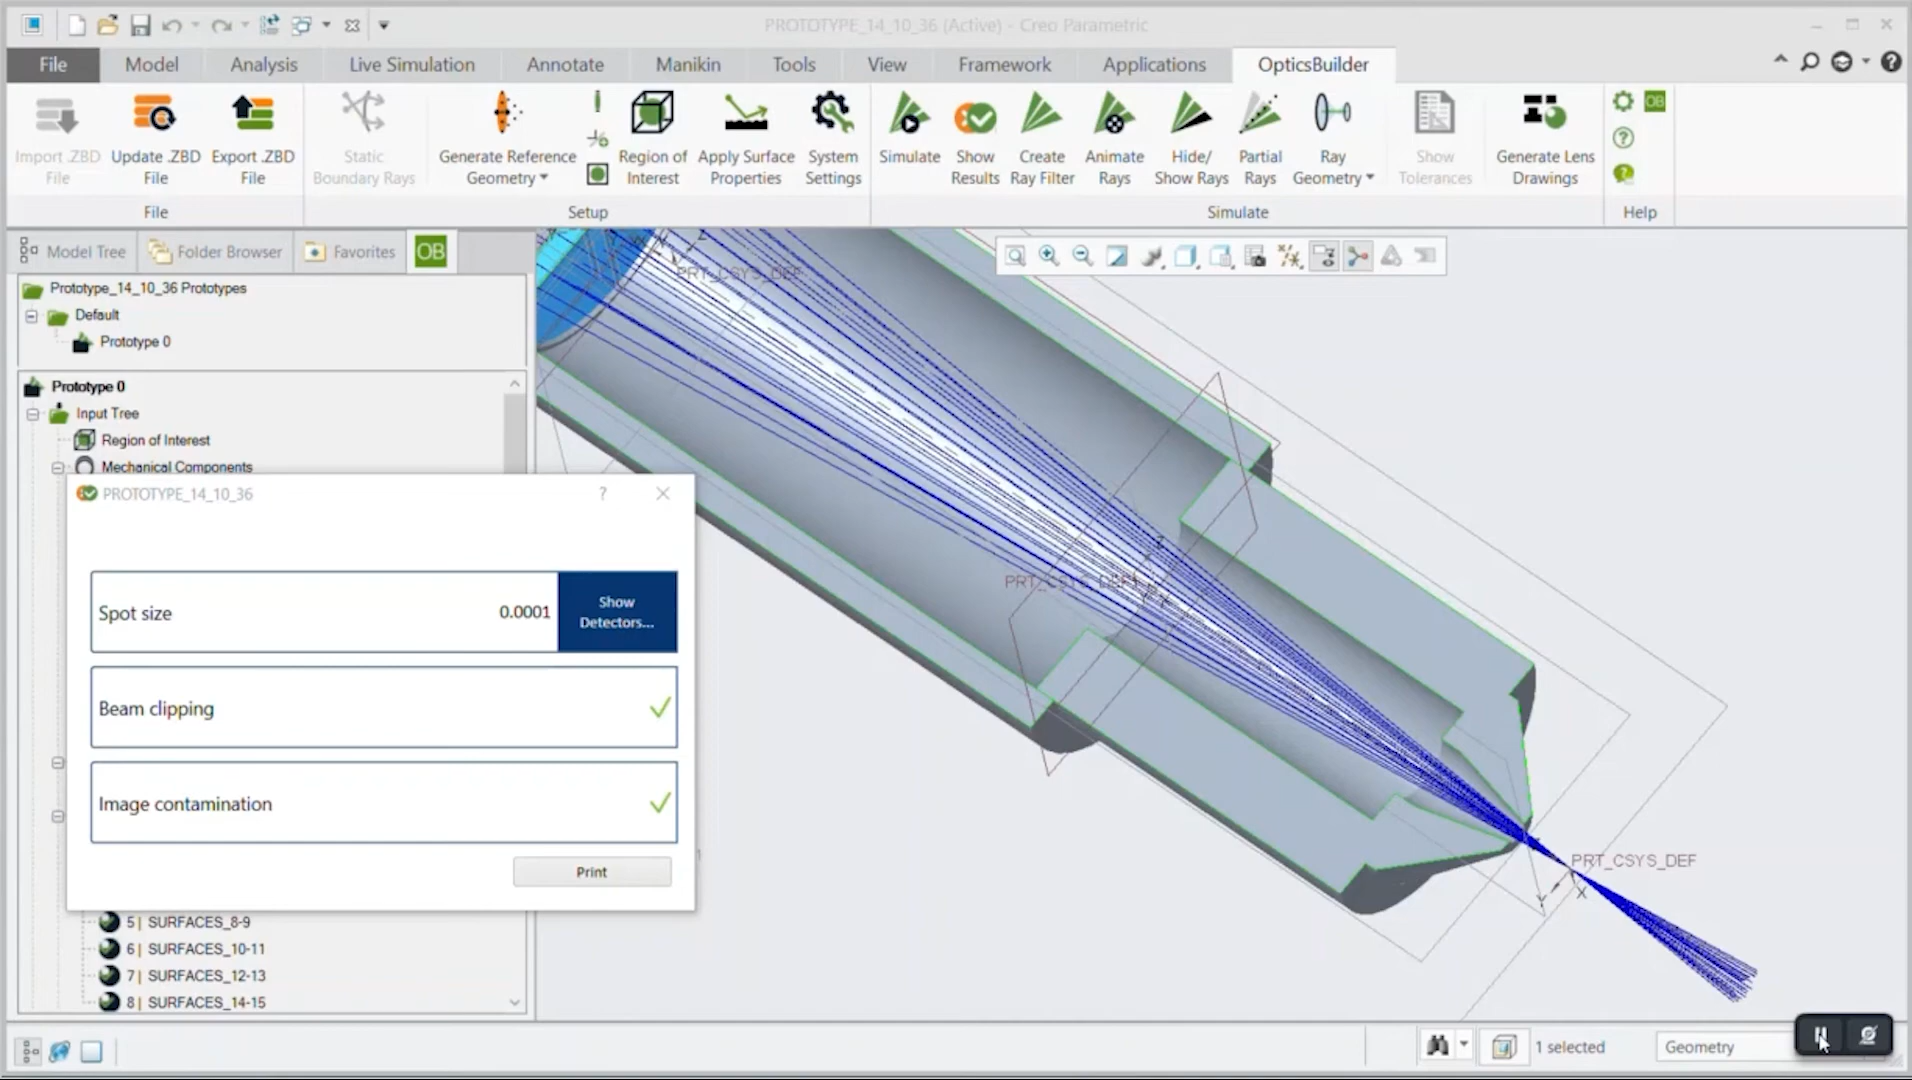 PROTOTYPE_14_10_36 (Active) - Creo Parametric
File Model Analysis Live Simulation Annotate Manikin Tools View Framework Applications OpticsBuilder
Import .ZBD File
Update .ZBD File
Export .ZBD File
Static Boundary Rays
Generate Reference Geometry
Region of Interest
Apply Surface Properties
System Settings
Simulate
Show Results
Create Ray Filter
Animate Rays
Hide/ Show Rays
Partial Rays
Ray Geometry
Show Tolerances
Generate Lens Drawings
OB
File Setup Simulate Help
Model Tree Folder Browser Favorites OB
Prototype_14_10_36 Prototypes
Default
Prototype 0
Prototype 0
Input Tree
Region of Interest
Mechanical Components
PROTOTYPE_14_10_36 ?
Spot size 0.0001 Show Detectors...
Beam clipping
Image contamination
Print
5| SURFACES_8-9
6| SURFACES_10-11
7| SURFACES_12-13
8| SURFACES_14-15
PRT_CSYS_DEF
PRT_CSYS_DEF
Z
PRT_CSYS_DEF
Y X
1 selected Geometry